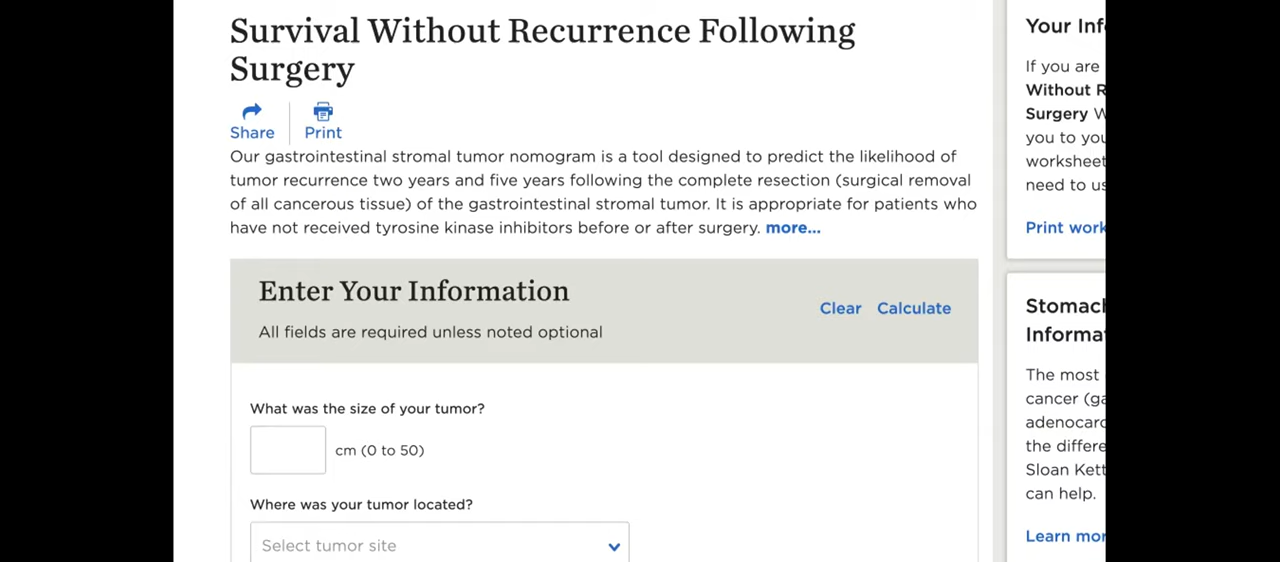 Survival Without Recurrence Following
Surgery
Share
Print
Our gastrointestinal stromal tumor nomogram is a tool designed to predict the likelihood of
tumor recurrence two years and five years following the complete resection (surgical removal
of all cancerous tissue) of the gastrointestinal stromal tumor. It is appropriate for patients who
have not received tyrosine kinase inhibitors before or after surgery. more...
Enter Your Information
All fields are required unless noted optional
Clear
Calculate
What was the size of your tumor?
cm (0 to 50)
Where was your tumor located?
Select tumor site
Your
If you are
Without
Surgery
you to
worksheet
need to
Print
Stomach
The most
cancer
the
Sloan
can help.
Learn